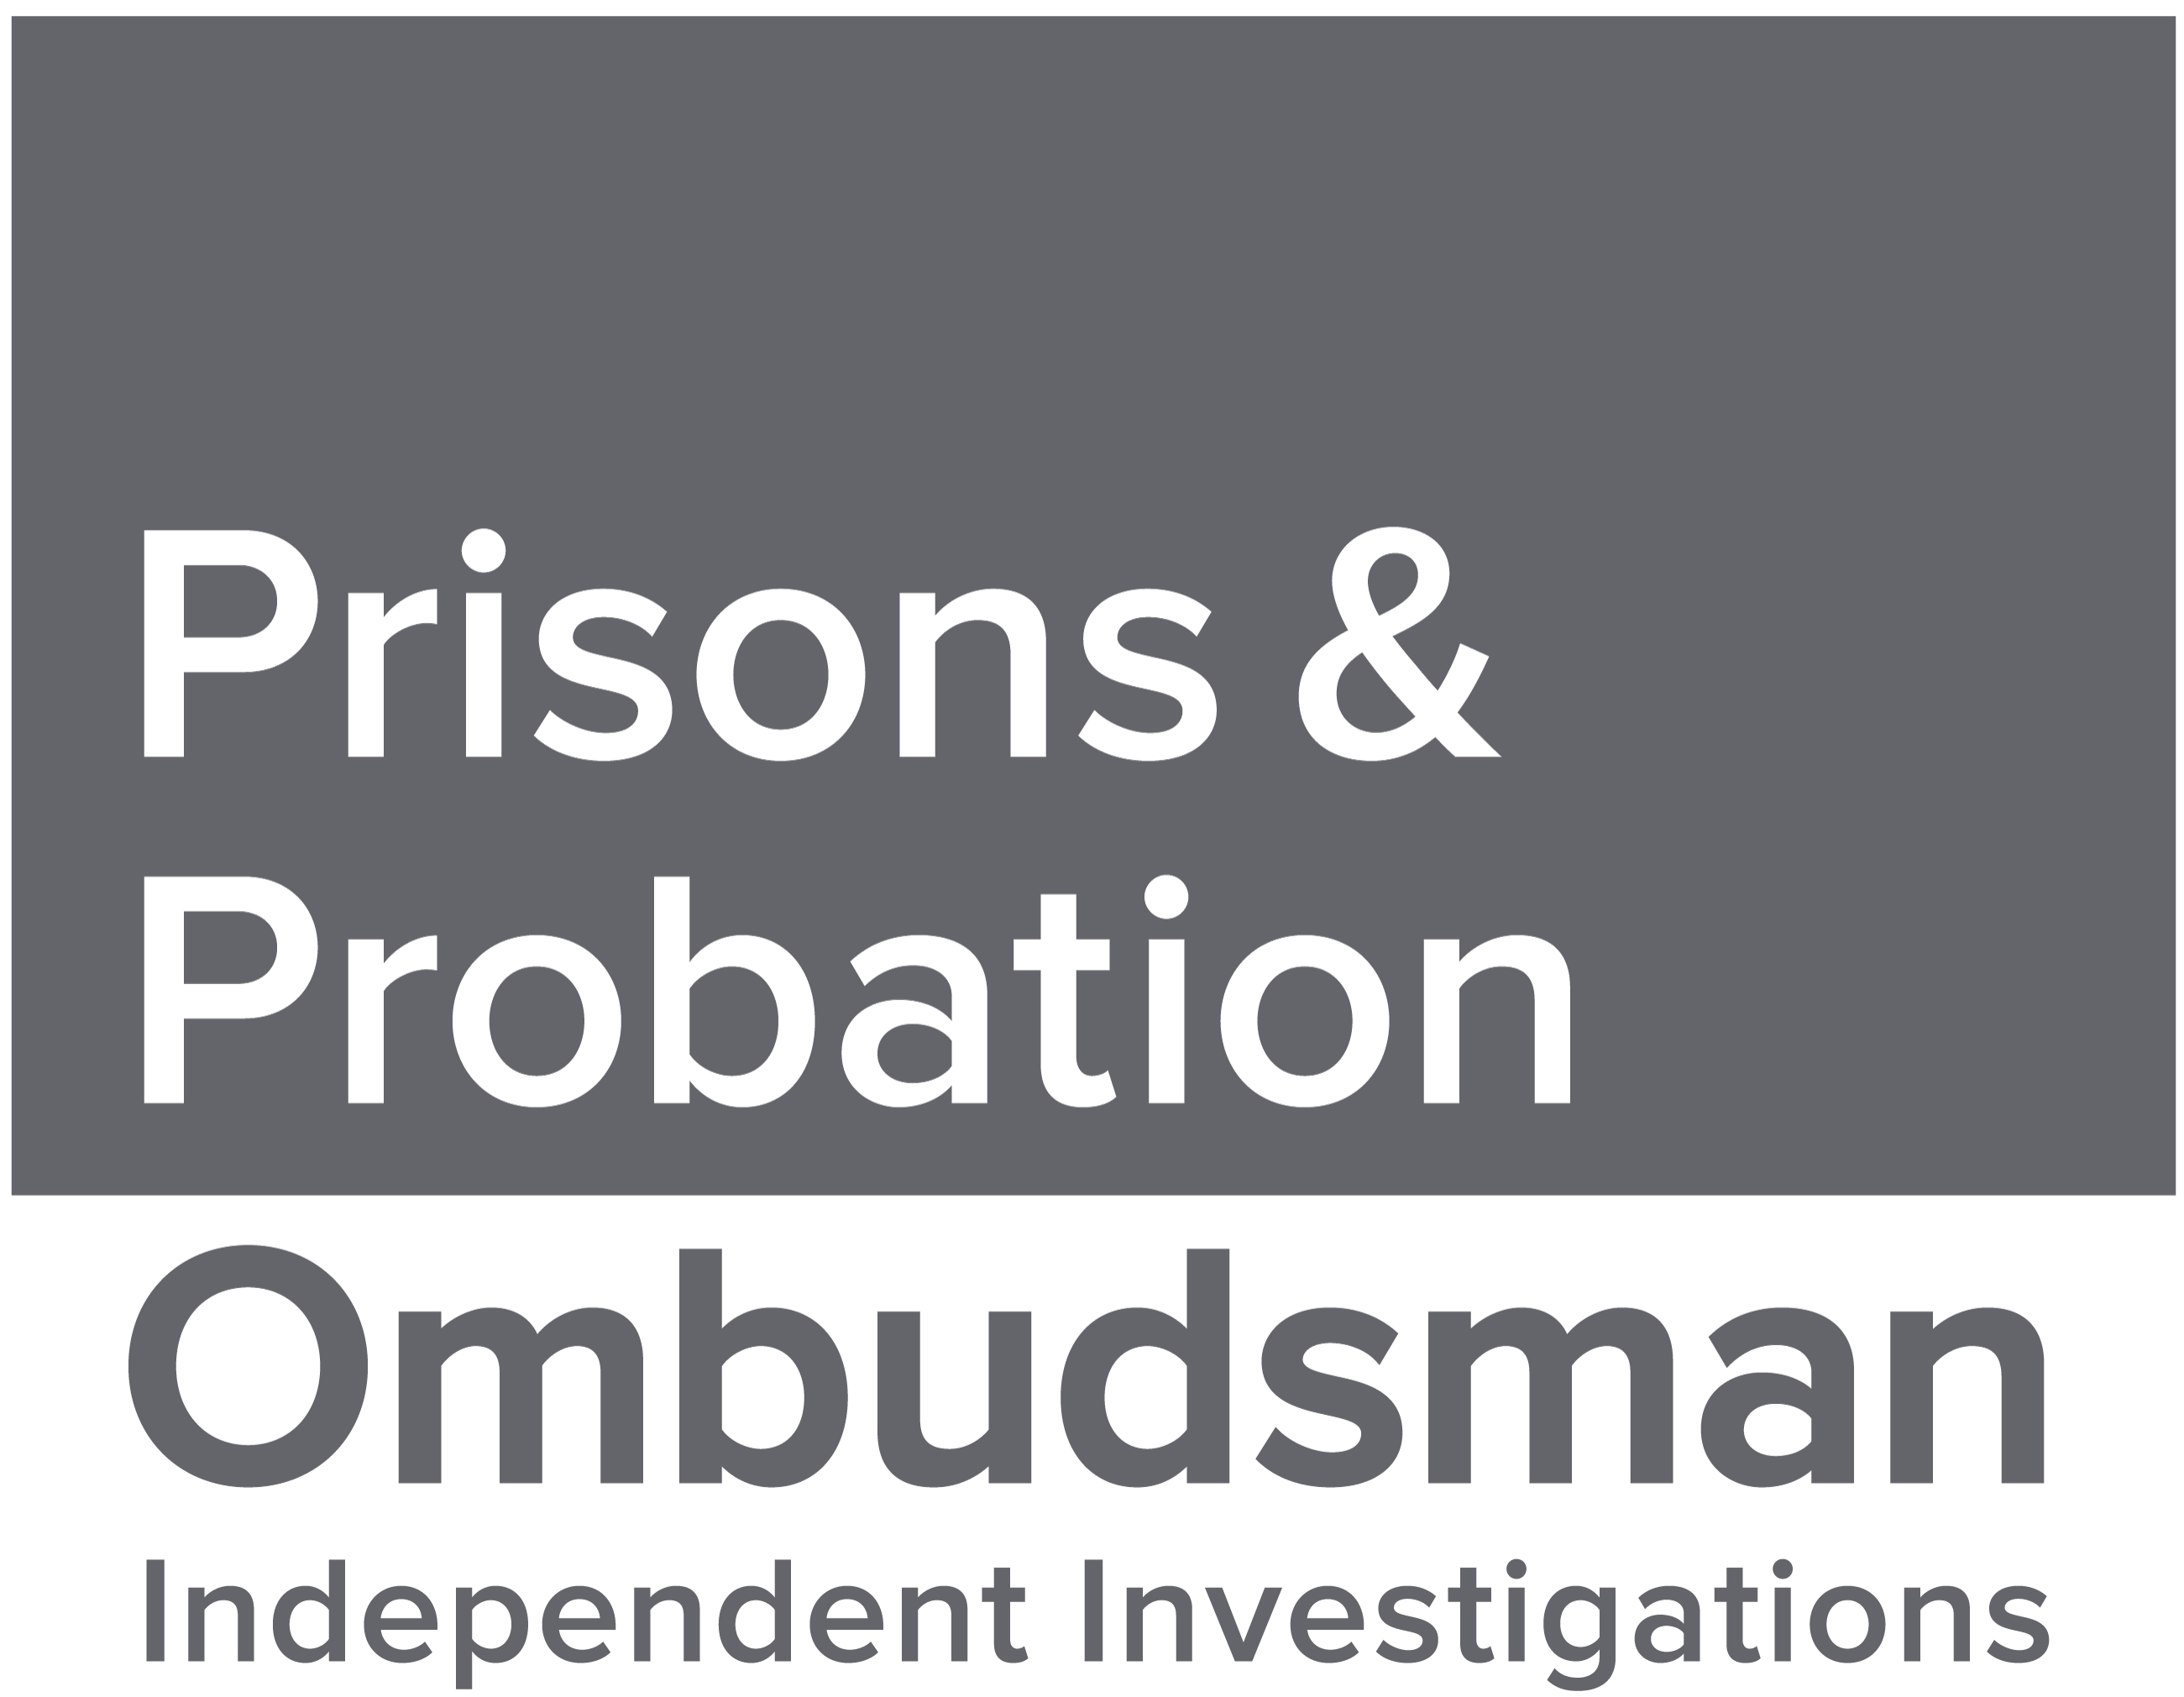 Prisons &
Probation
Ombudsman
Independent Investigations